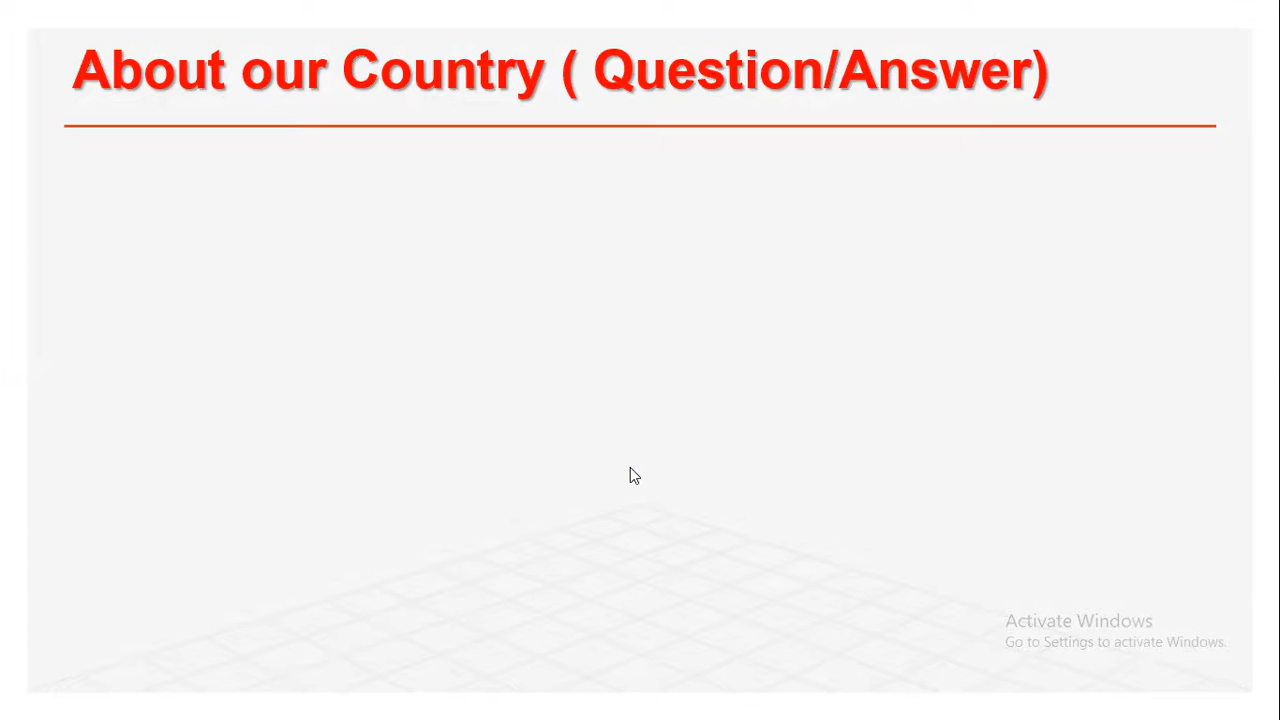 About our Country ( Question/Answer)
Activate Windows
Go to Settings to activate Windows.